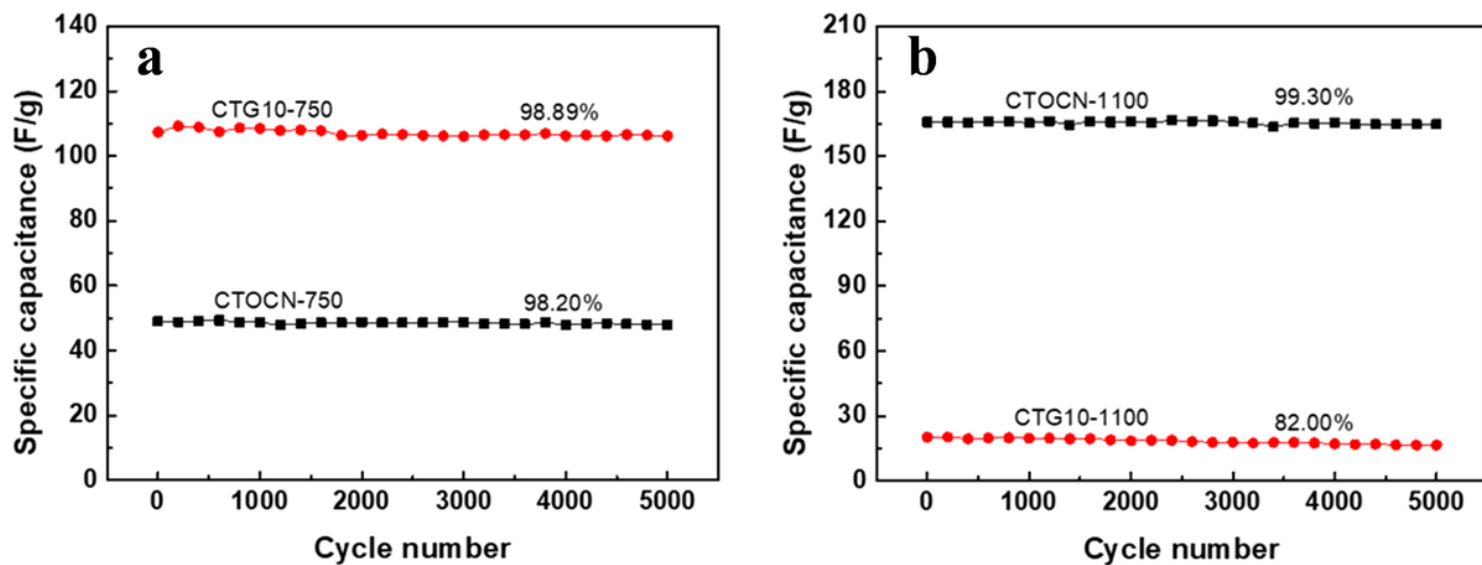 a
140
120
100
80
60
40
20
0
Specific capacitance (F/g)
CTG10-750
98.89%
CTOCN-750
98.20%
0 1000 2000 3000 4000 5000
Cycle number
b
210
180
150
120
90
60
30
0
Specific capacitance (F/g)
CTOCN-1100
99.30%
CTG10-1100
82.00%
0 1000 2000 3000 4000 5000
Cycle number